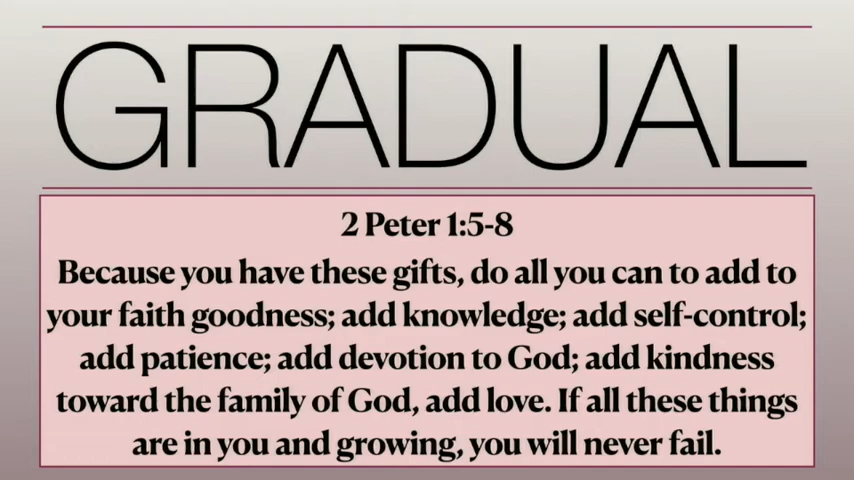 GRADUAL
2 Peter 1:5-8
Because you have these gifts, do all you can to add to
your faith goodness; add knowledge; add self-control;
add patience; add devotion to God; add kindness
toward the family of God, add love. If all these things
are in you and growing, you will never fail.